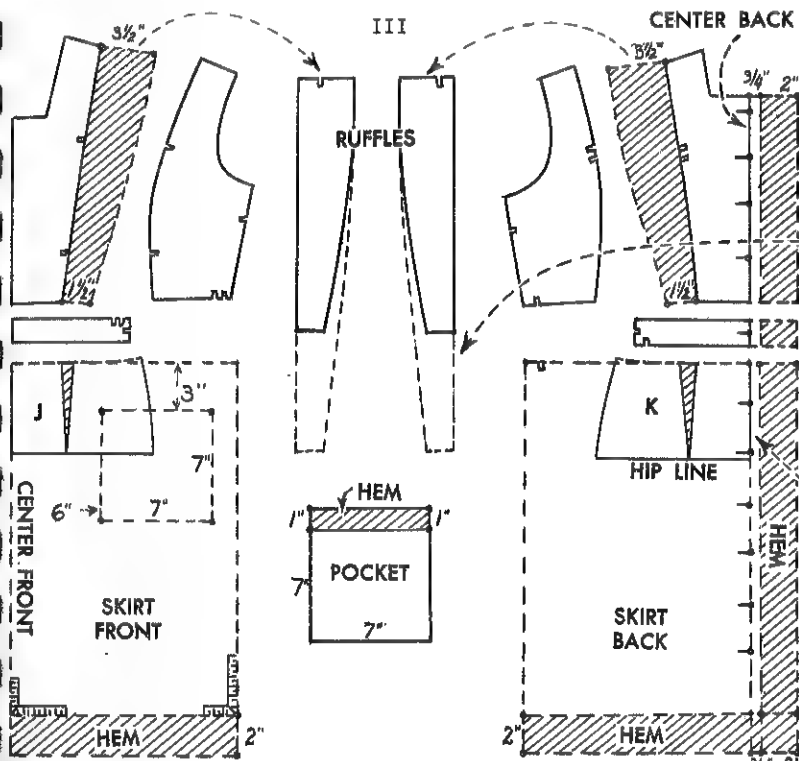 III
CENTER BACK
3½"
3½"
3/4"
2"
RUFFLES
1½"
1½"
3"
J
K
7"
7"
6"
HIP LINE
HEM
1"
1"
POCKET
7"
7"
CENTER FRONT
SKIRT
FRONT
SKIRT
BACK
HEM
HEM
2"
2"
HEM